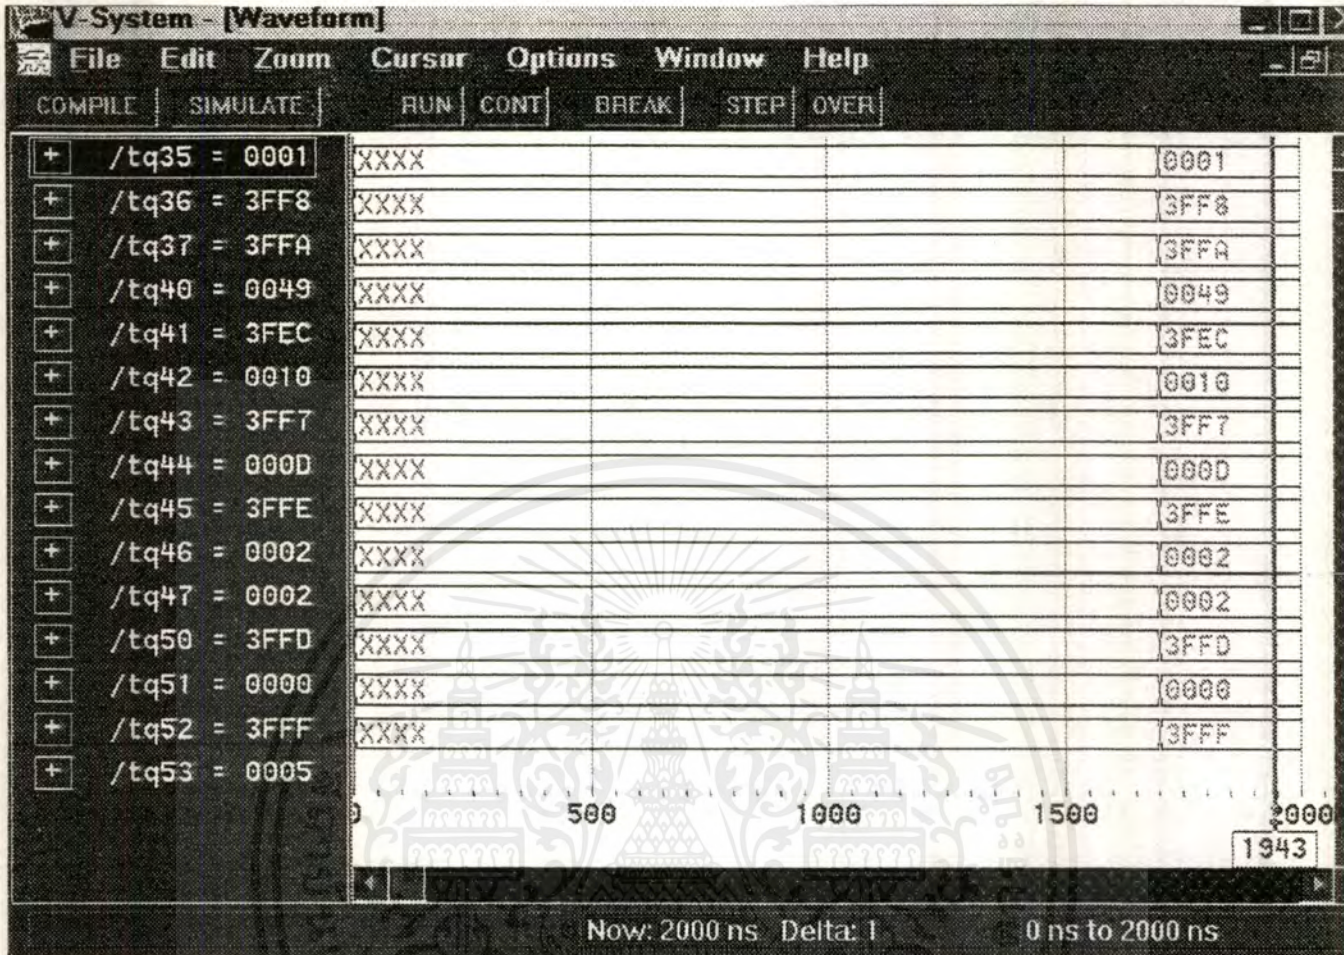 V-System - [Waveform]
File Edit Zoom Cursor Options Window Help
COMPILE SIMULATE RUN CONT BREAK STEP OVER
+ /tq35 = 0001 XXXX 0001
+ /tq36 = 3FF8 XXXX 3FF8
+ /tq37 = 3FFA XXXX 3FFA
+ /tq40 = 0049 XXXX 0049
+ /tq41 = 3FEC XXXX 3FEC
+ /tq42 = 0010 XXXX 0010
+ /tq43 = 3FF7 XXXX 3FF7
+ /tq44 = 000D XXXX 000D
+ /tq45 = 3FFE XXXX 3FFE
+ /tq46 = 0002 XXXX 0002
+ /tq47 = 0002 XXXX 0002
+ /tq50 = 3FFD XXXX 3FFD
+ /tq51 = 0000 XXXX 0000
+ /tq52 = 3FFF XXXX 3FFF
+ /tq53 = 0005
0 500 1000 1500 2000
1943
Now: 2000 ns Delta: 1 0 ns to 2000 ns